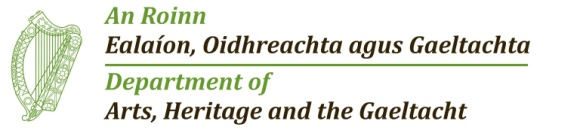 An Roinn
Ealaíon, Oidhreachta agus Gaeltachta
Department of
Arts, Heritage and the Gaeltacht